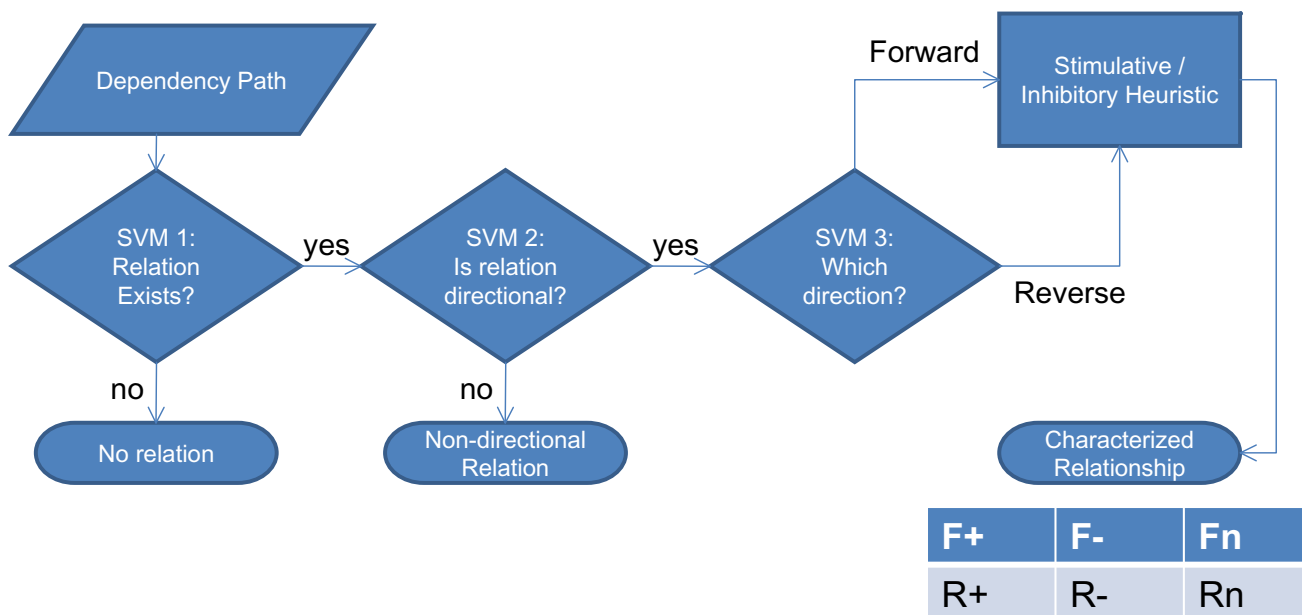 Dependency Path
SVM 1:
Relation
Exists?
yes
no
No relation
SVM 2:
Is relation
directional?
yes
no
Non-directional
Relation
SVM 3:
Which
direction?
Forward
Reverse
Stimulative /
Inhibitory Heuristic
Characterized
Relationship
F+ F- Fn
R+ R- Rn